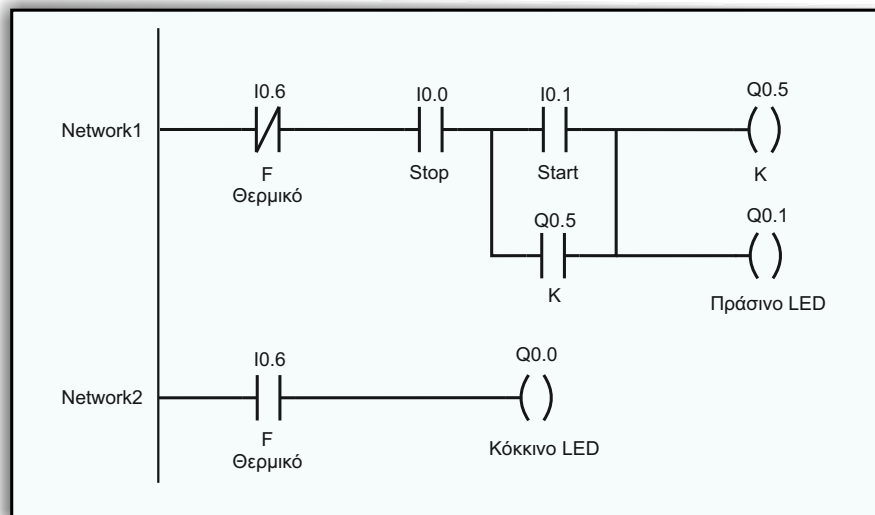 Network1
I0.6
F
Θερμικό
I0.0
Stop
I0.1
Start
Q0.5
K
Q0.5
K
Q0.1
Πράσινο LED
Network2
I0.6
F
Θερμικό
Q0.0
Κόκκινο LED